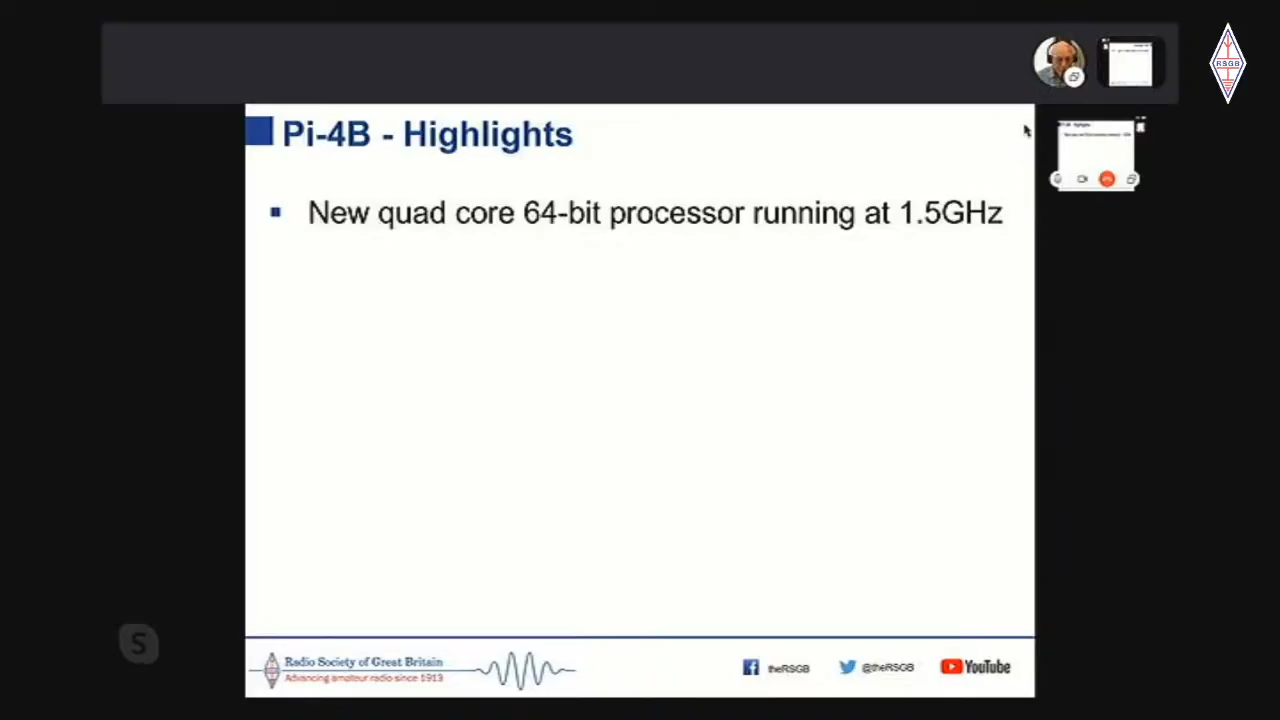 RSGB
Pi-4B - Highlights
▪ New quad core 64-bit processor running at 1.5GHz
S
Radio Society of Great Britain
Advancing amateur radio since 1913
theRSGB
@theRSGB
YouTube